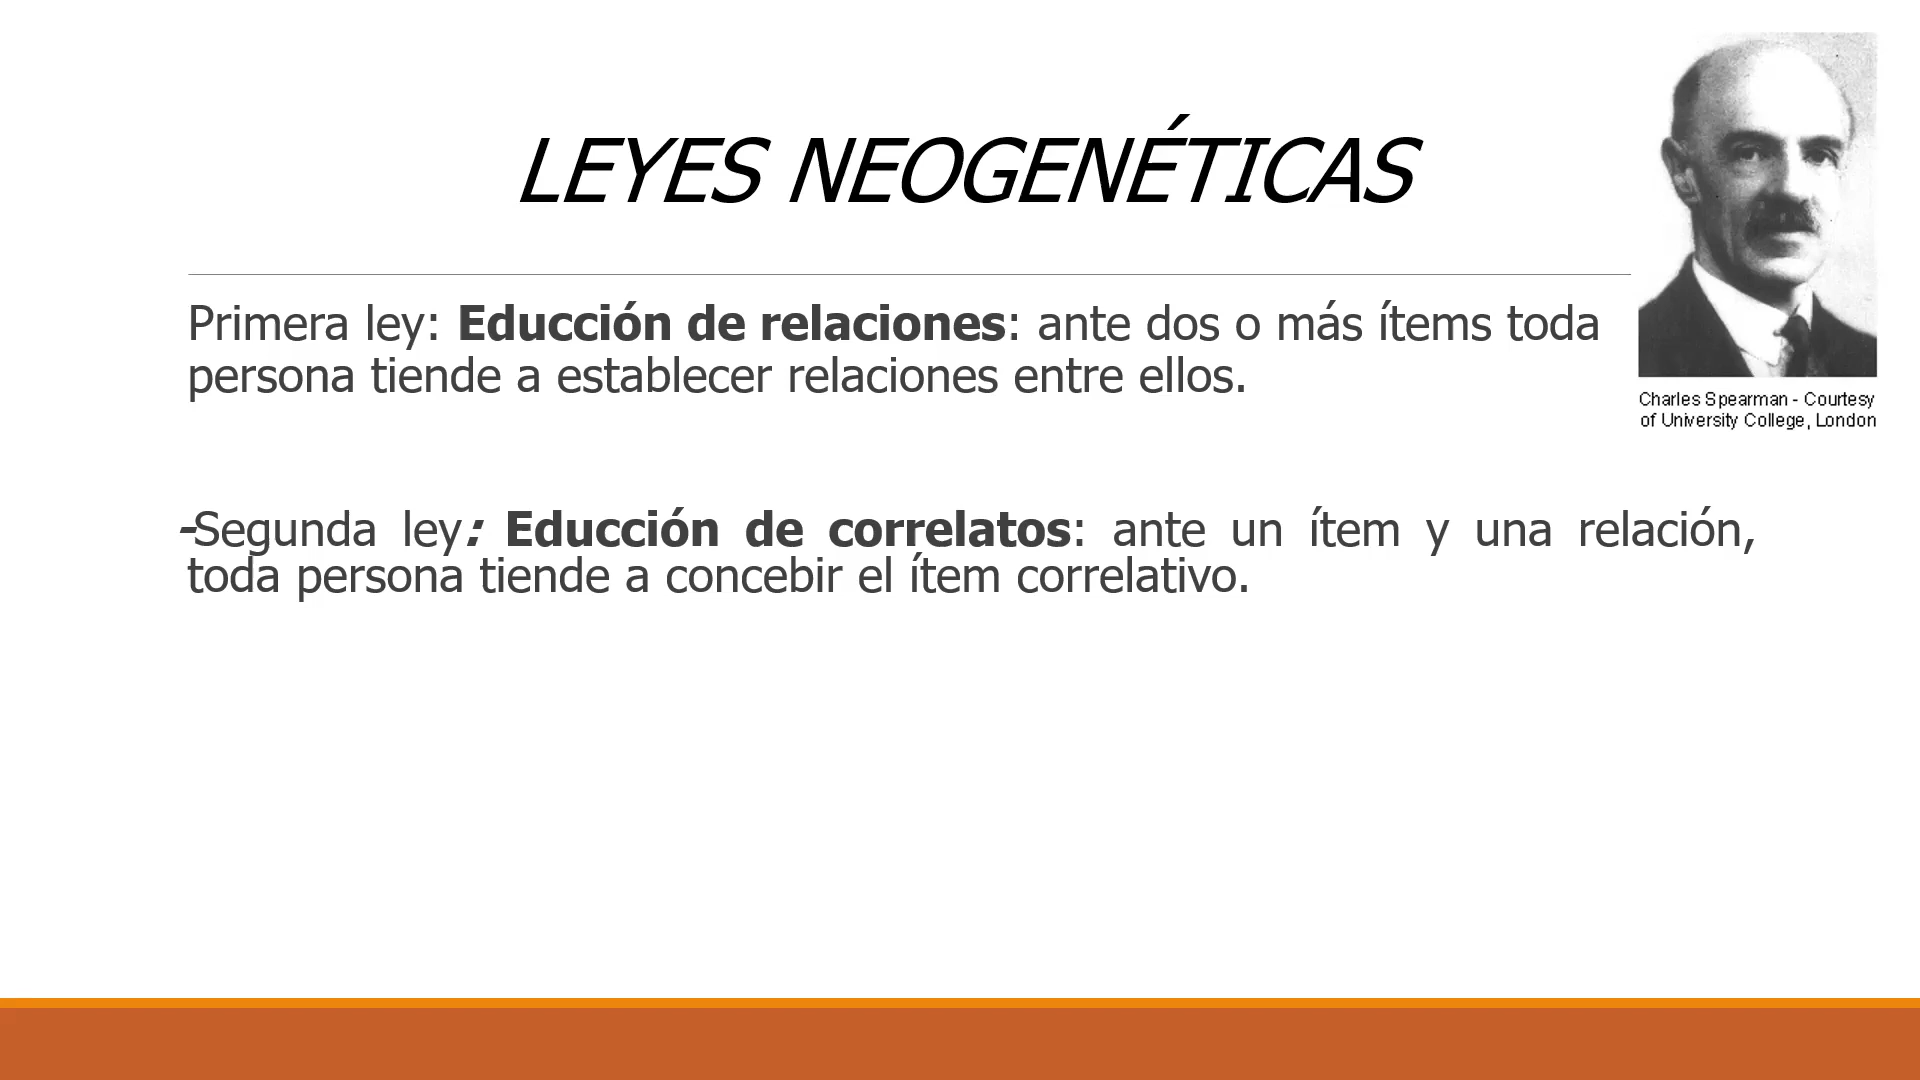 LEYES NEOGENÉTICAS
Primera ley: Educción de relaciones: ante dos o más ítems toda
persona tiende a establecer relaciones entre ellos.
Charles Spearman - Courtesy
of University College, London
-Segunda ley: Educción de correlatos: ante un ítem y una relación,
toda persona tiende a concebir el ítem correlativo.